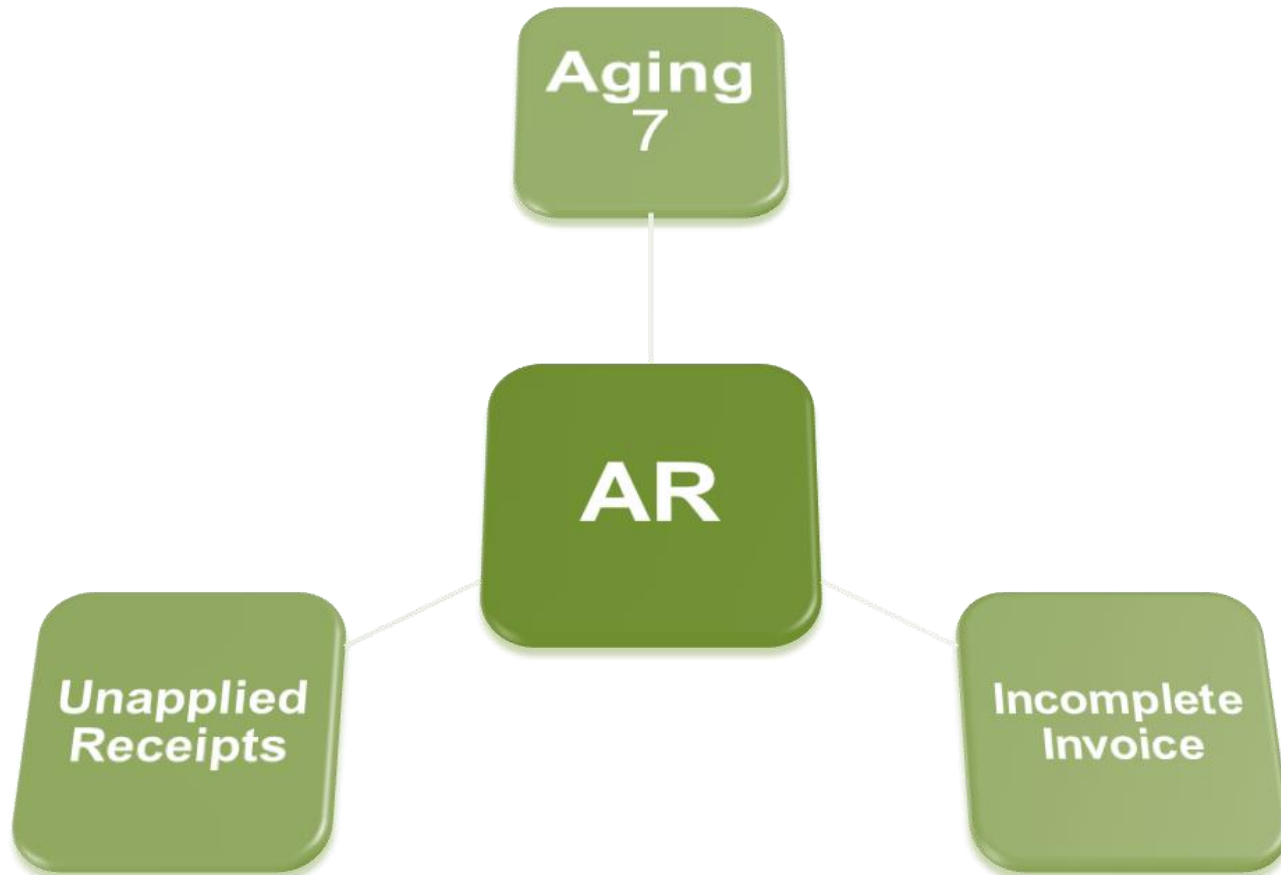 Aging
7
AR
Unapplied
Receipts
Incomplete
Invoice